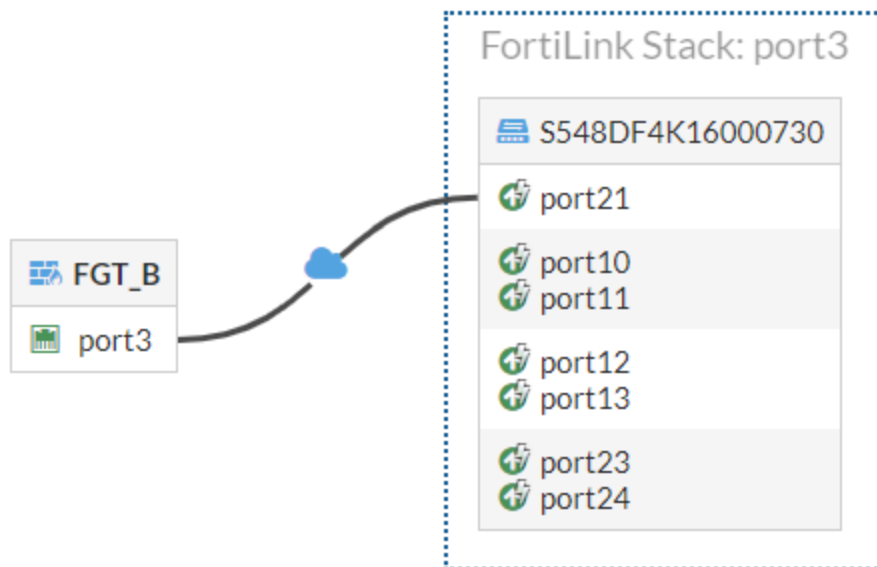 FortiLink Stack: port3
S548DF4K16000730
port21
port10
port11
port12
port13
port23
port24
FGT_B
port3